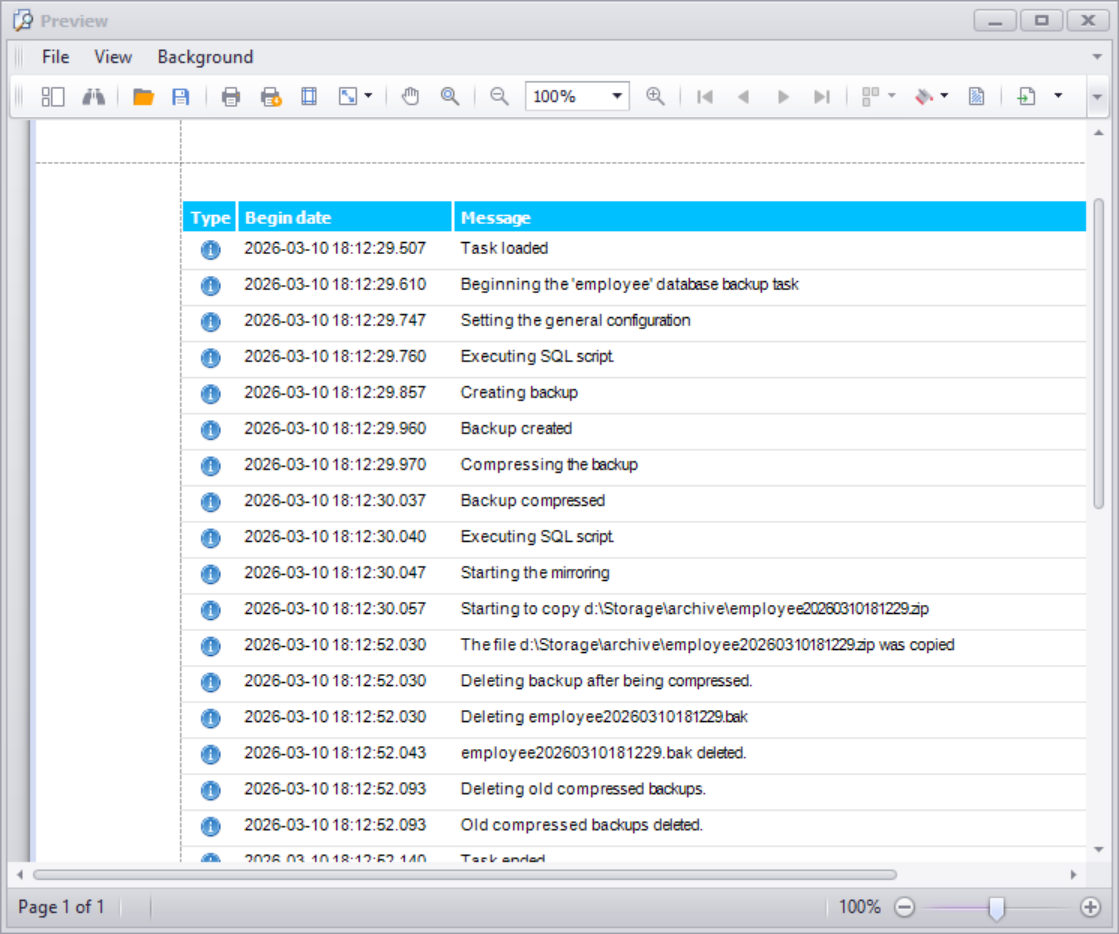 Preview
File View Background
100%
Type Begin date Message
2026-03-10 18:12:29.507 Task loaded
2026-03-10 18:12:29.610 Beginning the 'employee' database backup task
2026-03-10 18:12:29.747 Setting the general configuration
2026-03-10 18:12:29.760 Executing SQL script.
2026-03-10 18:12:29.857 Creating backup
2026-03-10 18:12:29.960 Backup created
2026-03-10 18:12:29.970 Compressing the backup
2026-03-10 18:12:30.037 Backup compressed
2026-03-10 18:12:30.040 Executing SQL script.
2026-03-10 18:12:30.047 Starting the mirroring
2026-03-10 18:12:30.057 Starting to copy d:\Storage\archive\employee20260310181229.zip
2026-03-10 18:12:52.030 The file d:\Storage\archive\employee20260310181229.zip was copied
2026-03-10 18:12:52.030 Deleting backup after being compressed.
2026-03-10 18:12:52.030 Deleting employee20260310181229.bak
2026-03-10 18:12:52.043 employee20260310181229.bak deleted.
2026-03-10 18:12:52.093 Deleting old compressed backups.
2026-03-10 18:12:52.093 Old compressed backups deleted.
2026-03-10 18:12:52.140 Task ended
Page 1 of 1 100%